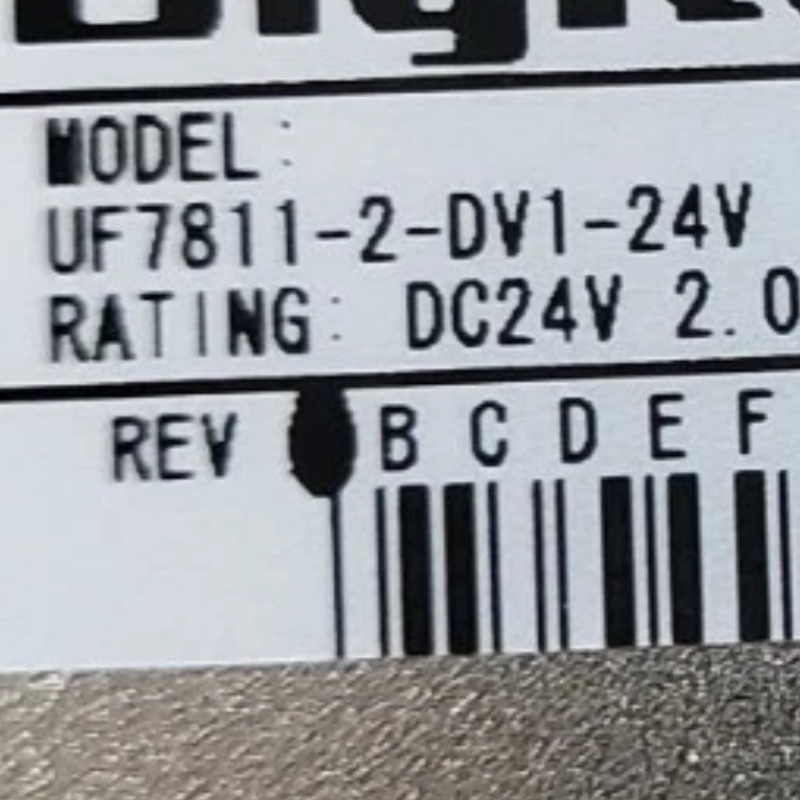 MODEL:
UF7811-2-DV1-24V
RATING: DC24V 2.0
REV B C D E F